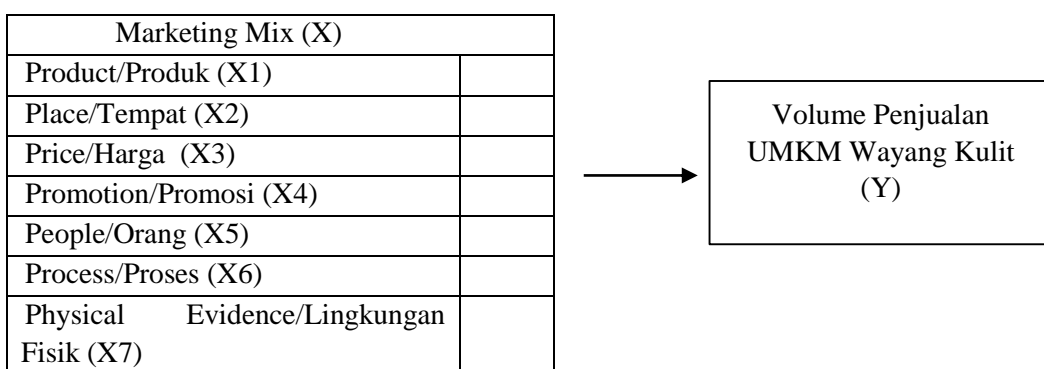 Marketing Mix (X)
Product/Produk (X1)
Place/Tempat (X2)
Price/Harga (X3)
Promotion/Promosi (X4)
People/Orang (X5)
Process/Proses (X6)
Physical Evidence/Lingkungan
Fisik (X7)
Volume Penjualan
UMKM Wayang Kulit
(Y)